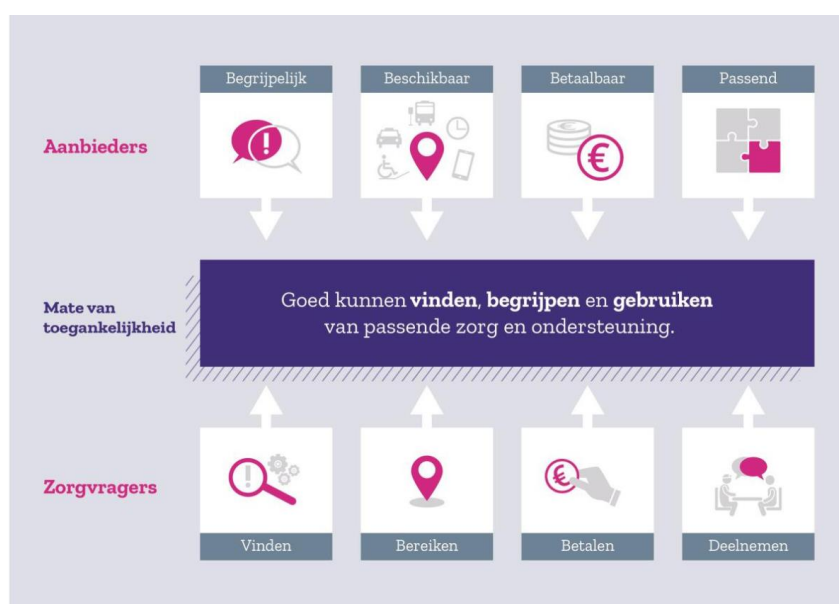 Begrijpelijk
Beschikbaar
Betaalbaar
Passend
Aanbieders
Mate van
toegankelijkheid
Goed kunnen vinden, begrijpen en gebruiken
van passende zorg en ondersteuning.
Zorgvragers
Vinden
Bereiken
Betalen
Deelnemen